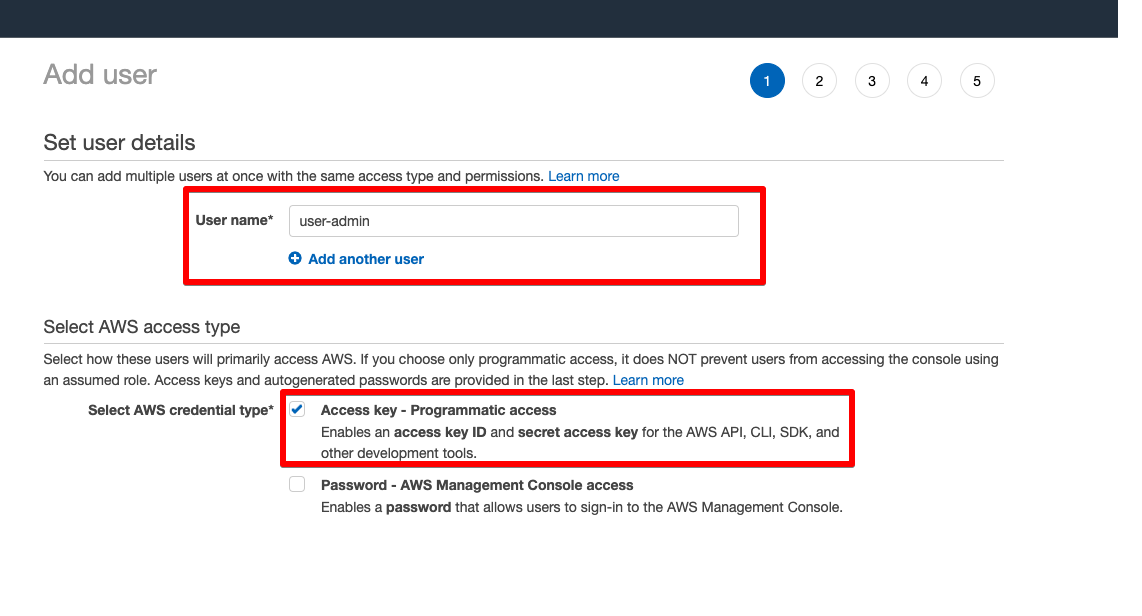 Add user
1 2 3 4 5
Set user details
You can add multiple users at once with the same access type and permissions. Learn more
User name* user-admin
Add another user
Select AWS access type
Select how these users will primarily access AWS. If you choose only programmatic access, it does NOT prevent users from accessing the console using
an assumed role. Access keys and autogenerated passwords are provided in the last step. Learn more
Select AWS credential type* Access key - Programmatic access
Enables an access key ID and secret access key for the AWS API, CLI, SDK, and
other development tools.
Password - AWS Management Console access
Enables a password that allows users to sign-in to the AWS Management Console.